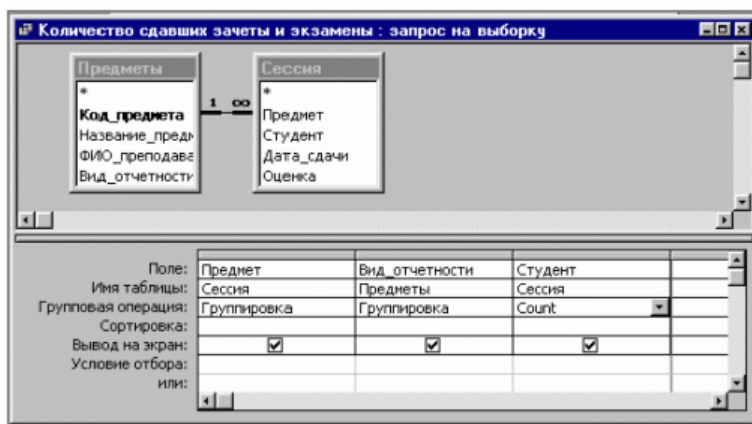 Количество сдавших зачеты и экзамены : запрос на выборку
Предметы
*
Код_предмета
Название_предм
ФИО_преподава
Вид_отчетности
1 ∞
Сессия
*
Предмет
Студент
Дата_сдачи
Оценка
Поле: Предмет Вид_отчетности Студент
Имя таблицы: Сессия Предметы Сессия
Групповая операция: Группировка Группировка Count
Сортировка:
Вывод на экран:
Условие отбора:
или: